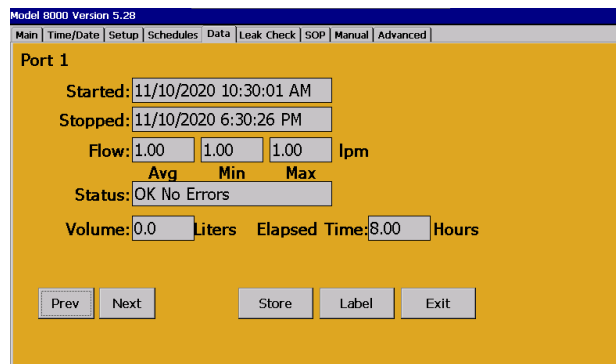 Model 8000 Version 5.28
Main Time/Date Setup Schedules Data Leak Check SOP Manual Advanced
Port 1
Started: 11/10/2020 10:30:01 AM
Stopped: 11/10/2020 6:30:26 PM
Flow: 1.00 1.00 1.00 lpm
Avg Min Max
Status: OK No Errors
Volume: 0.0 Liters Elapsed Time: 8.00 Hours
Prev Next Store Label Exit